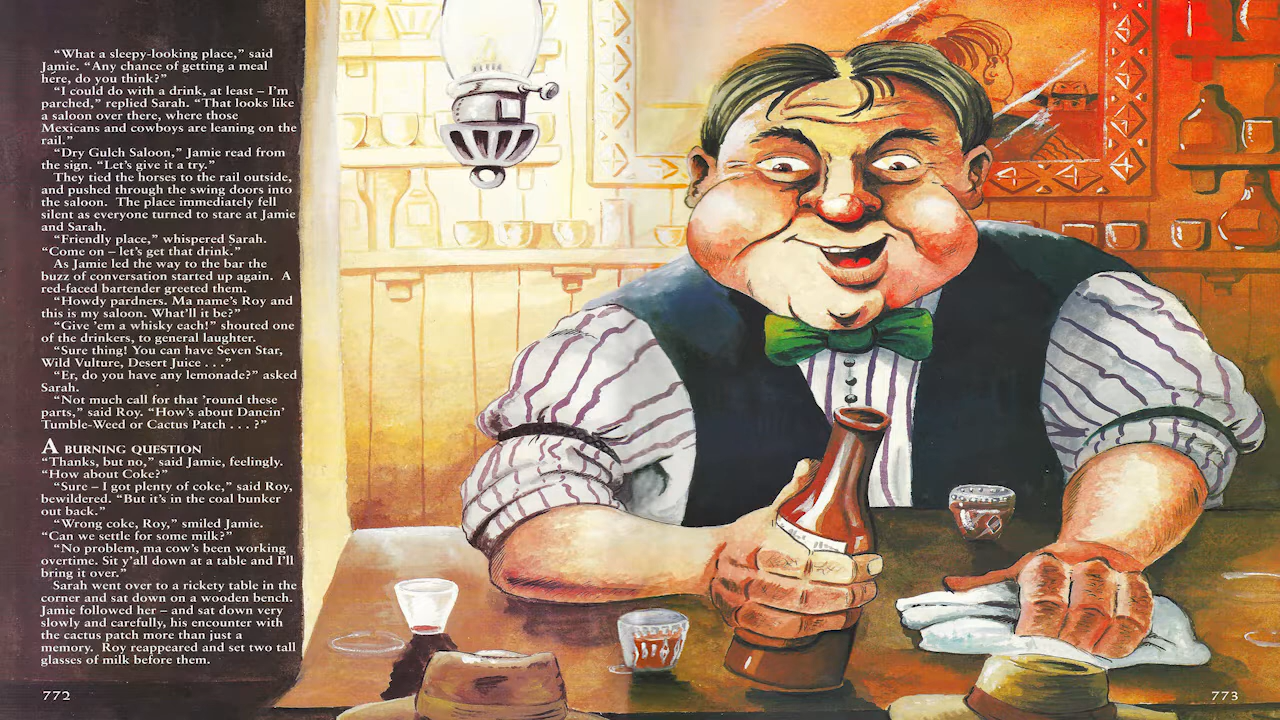 “What a sleepy-looking place,” said
Jamie. “Any chance of getting a meal
here, do you think?”
“I could do with a drink, at least – I’m
parched,” replied Sarah. “That looks like
a saloon over there, where those
Mexicans and cowboys are leaning on the
rail.”
“Dry Gulch Saloon,” Jamie read from
the sign. “Let’s give it a try.”
They tied the horses to the rail outside,
and pushed through the swing doors into
the saloon. The place immediately fell
silent as everyone turned to stare at Jamie
and Sarah.
“Friendly place,” whispered Sarah.
“Come on – let’s get that drink.”
As Jamie led the way to the bar the
buzz of conversation started up again. A
red-faced bartender greeted them.
“Howdy pardners. Ma name’s Roy and
this is my saloon. What’ll it be?”
“Give ’em a whisky each!” shouted one
of the drinkers, to general laughter.
“Sure thing! You can have Seven Star,
Wild Vulture, Desert Juice . . .”
“Er, do you have any lemonade?” asked
Sarah.
“Not much call for that ’round these
parts,” said Roy. “How’s about Dancin’
Tumble-Weed or Cactus Patch . . . ?”
A BURNING QUESTION
“Thanks, but no,” said Jamie, feelingly.
“How about Coke?”
“Sure – I got plenty of coke,” said Roy,
bewildered. “But it’s in the coal bunker
out back.”
“Wrong coke, Roy,” smiled Jamie.
“Can we settle for some milk?”
“No problem, ma cow’s been working
overtime. Sit y’all down at a table and I’ll
bring it over.”
Sarah went over to a rickety table in the
corner and sat down on a wooden bench.
Jamie followed her – and sat down very
slowly and carefully, his encounter with
the cactus patch more than just a
memory. Roy reappeared and set two tall
glasses of milk before them.
772
773